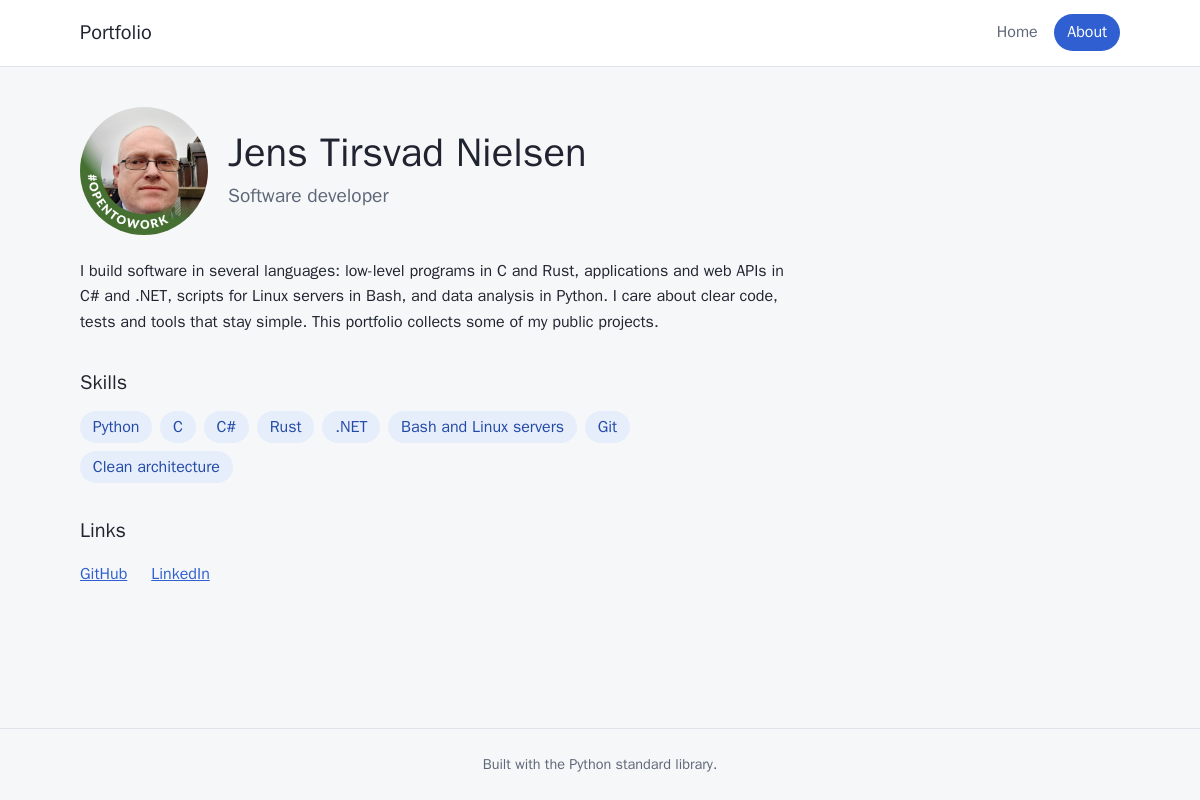 Portfolio
Home
About
#OPENTOWORK
Jens Tirsvad Nielsen
Software developer
I build software in several languages: low-level programs in C and Rust, applications and web APIs in
C# and .NET, scripts for Linux servers in Bash, and data analysis in Python. I care about clear code,
tests and tools that stay simple. This portfolio collects some of my public projects.
Skills
Python C C# Rust .NET Bash and Linux servers Git
Clean architecture
Links
GitHub LinkedIn
Built with the Python standard library.